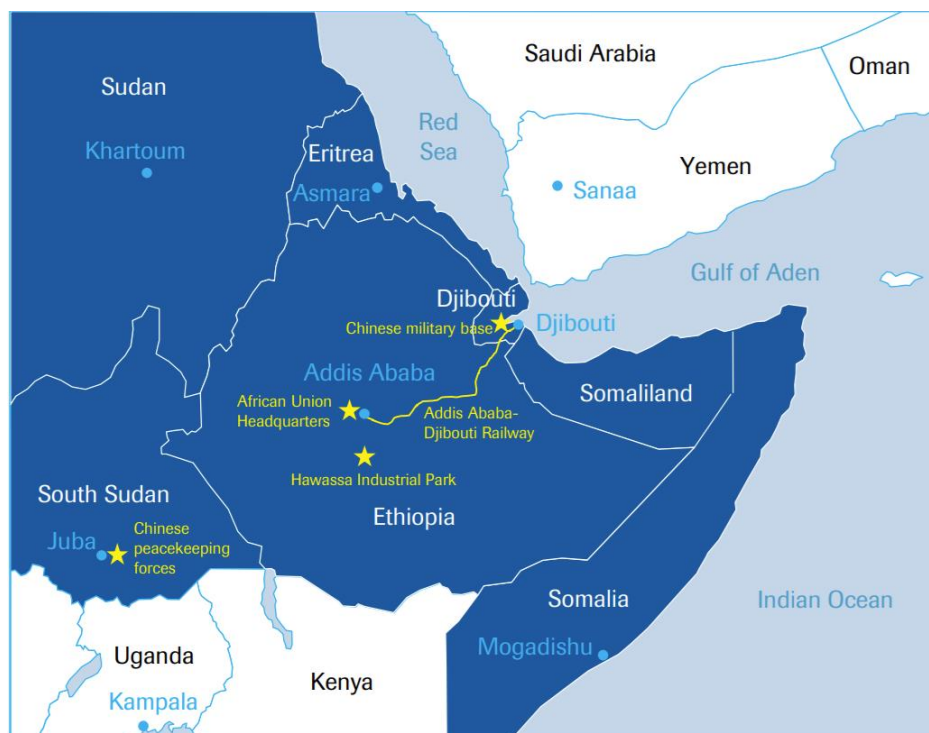 Saudi Arabia
Oman
Sudan
Red
Sea
Khartoum
Eritrea
Asmara
Yemen
Sanaa
Gulf of Aden
Djibouti
Chinese military base
Djibouti
Addis Ababa
Somaliland
African Union
Headquarters
Addis Ababa-
Djibouti Railway
Hawassa Industrial Park
South Sudan
Ethiopia
Juba
Chinese
peacekeeping
forces
Somalia
Indian Ocean
Mogadishu
Uganda
Kenya
Kampala